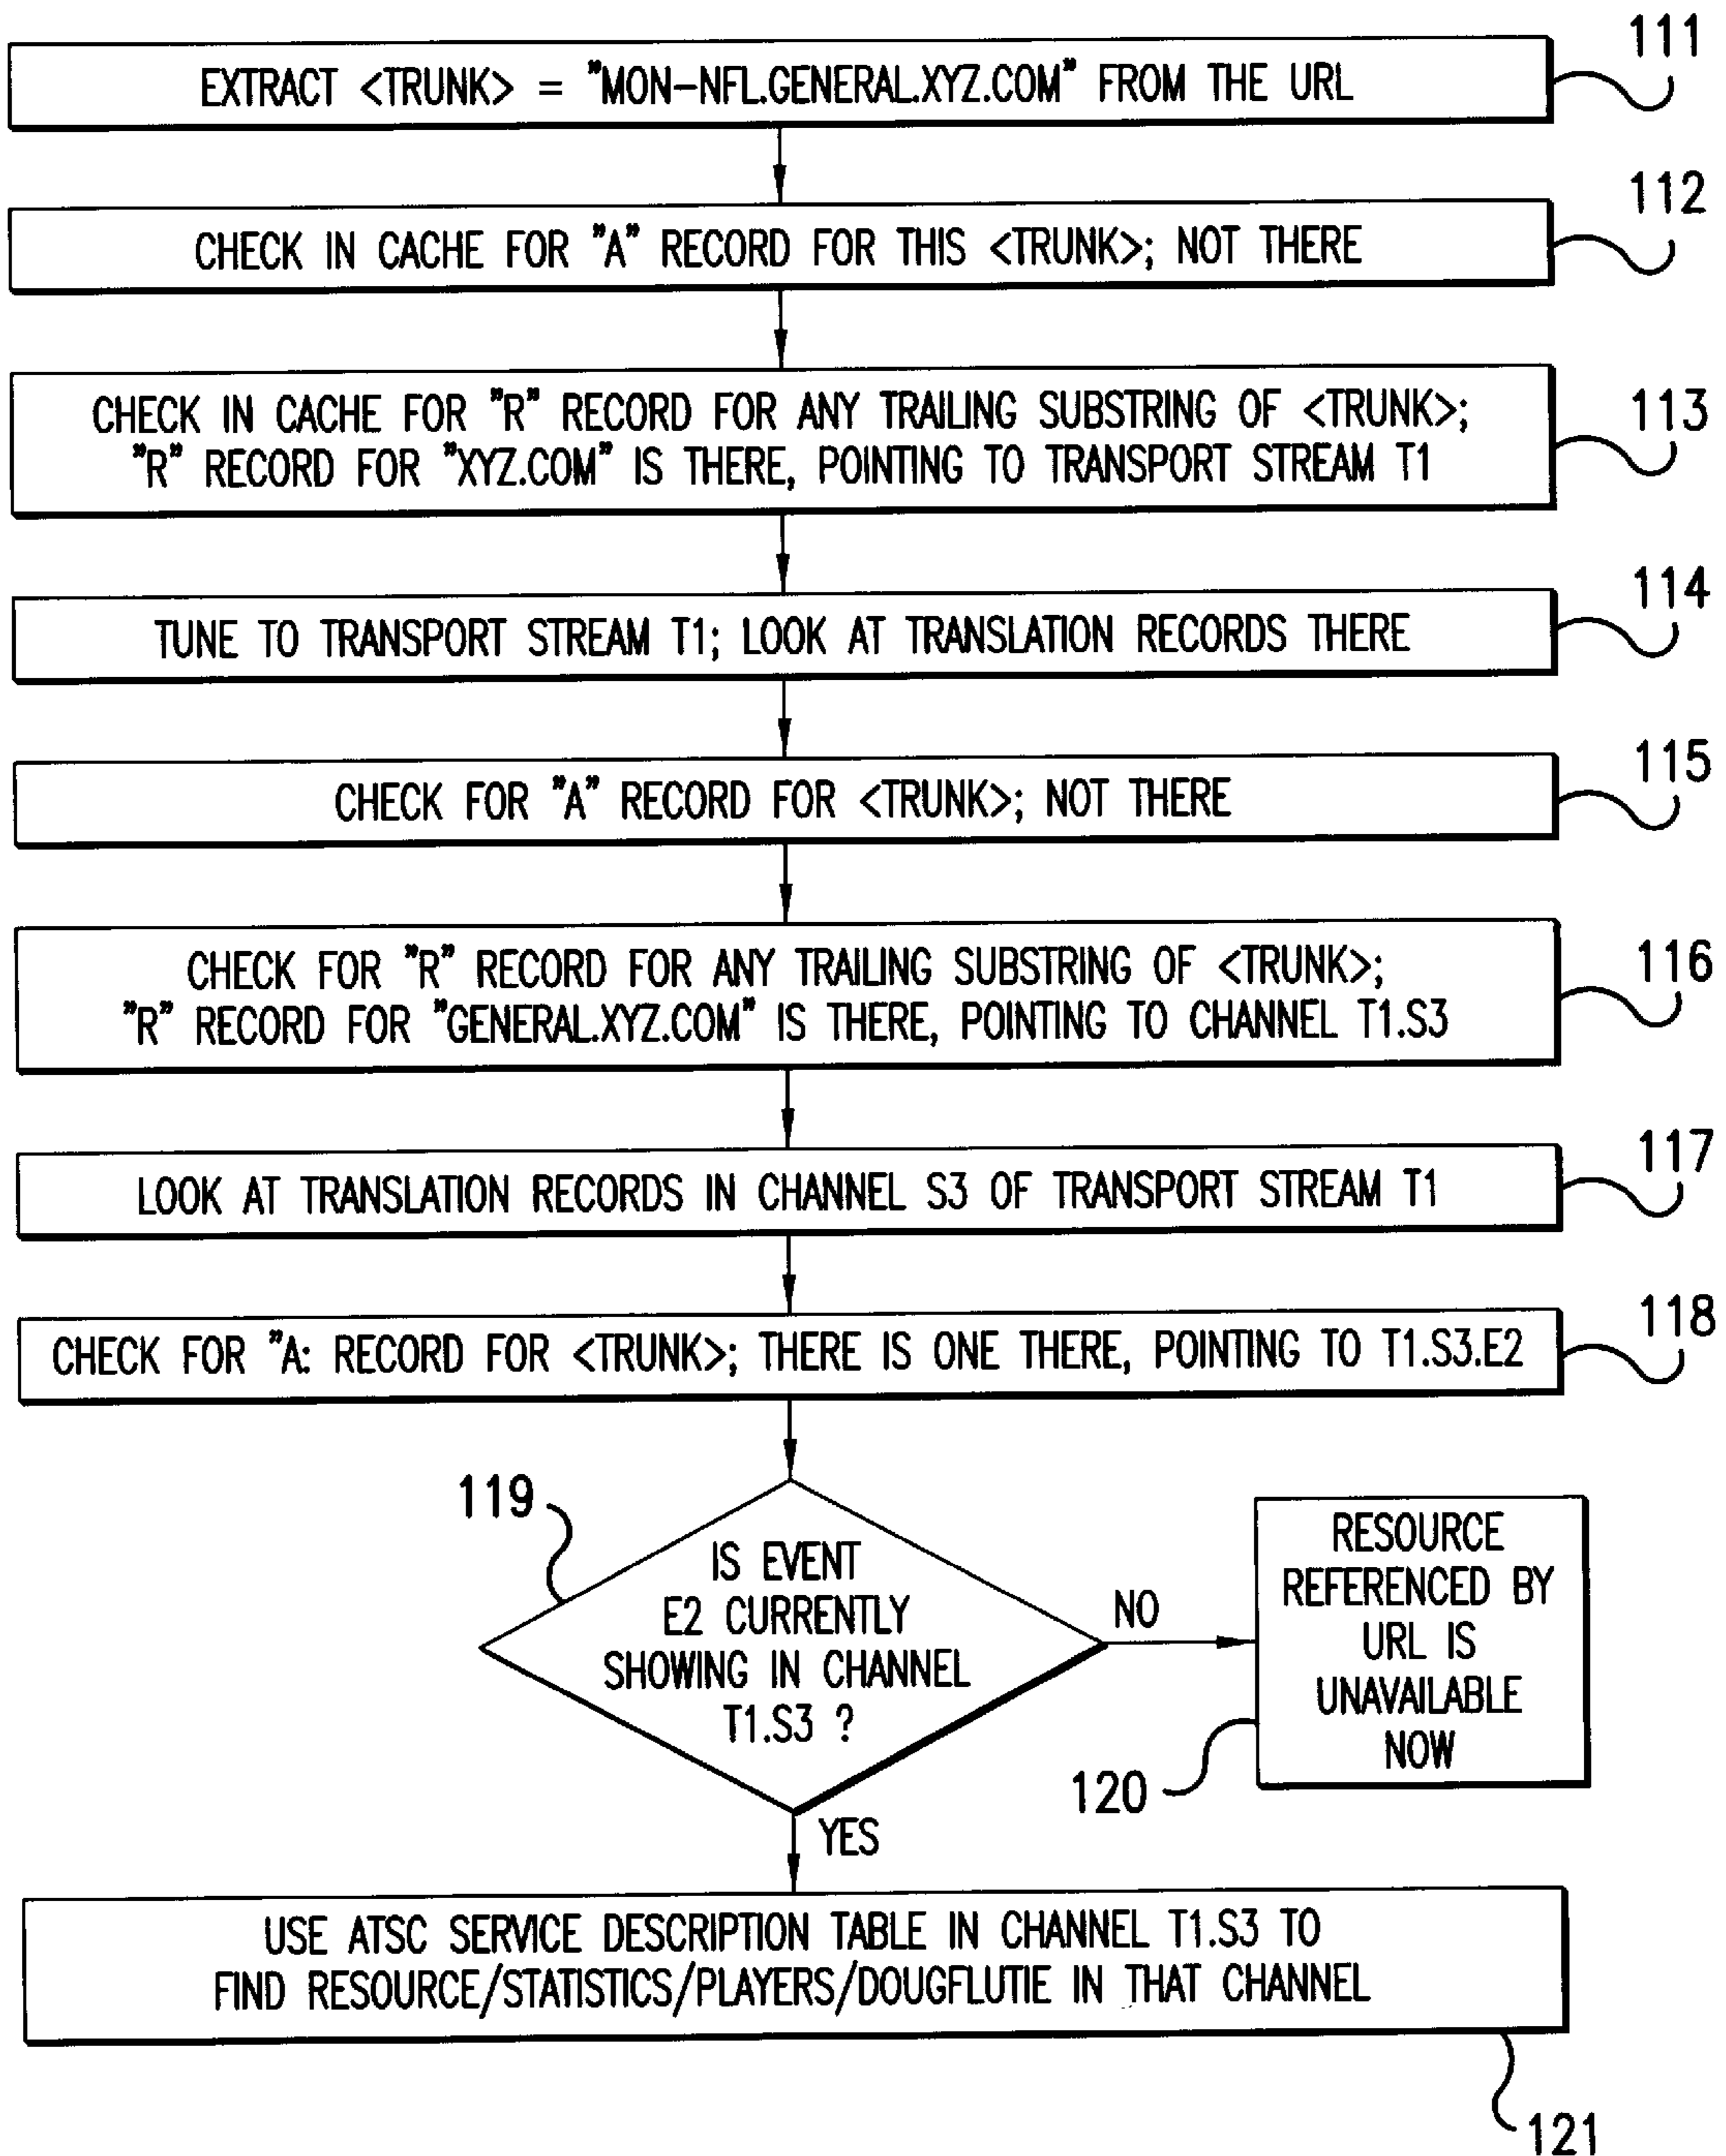 111
EXTRACT <TRUNK> = "MON-NFL.GENERAL.XYZ.COM" FROM THE URL
112
CHECK IN CACHE FOR "A" RECORD FOR THIS <TRUNK>; NOT THERE
113
CHECK IN CACHE FOR "R" RECORD FOR ANY TRAILING SUBSTRING OF <TRUNK>;
"R" RECORD FOR "XYZ.COM" IS THERE, POINTING TO TRANSPORT STREAM T1
114
TUNE TO TRANSPORT STREAM T1; LOOK AT TRANSLATION RECORDS THERE
115
CHECK FOR "A" RECORD FOR <TRUNK>; NOT THERE
116
CHECK FOR "R" RECORD FOR ANY TRAILING SUBSTRING OF <TRUNK>;
"R" RECORD FOR "GENERAL.XYZ.COM" IS THERE, POINTING TO CHANNEL T1.S3
117
LOOK AT TRANSLATION RECORDS IN CHANNEL S3 OF TRANSPORT STREAM T1
118
CHECK FOR "A: RECORD FOR <TRUNK>; THERE IS ONE THERE, POINTING TO T1.S3.E2
119
IS EVENT
E2 CURRENTLY
SHOWING IN CHANNEL
T1.S3 ?
NO
RESOURCE
REFERENCED BY
URL IS
UNAVAILABLE
NOW
120
YES
USE ATSC SERVICE DESCRIPTION TABLE IN CHANNEL T1.S3 TO
FIND RESOURCE/STATISTICS/PLAYERS/DOUGFLUTIE IN THAT CHANNEL
121